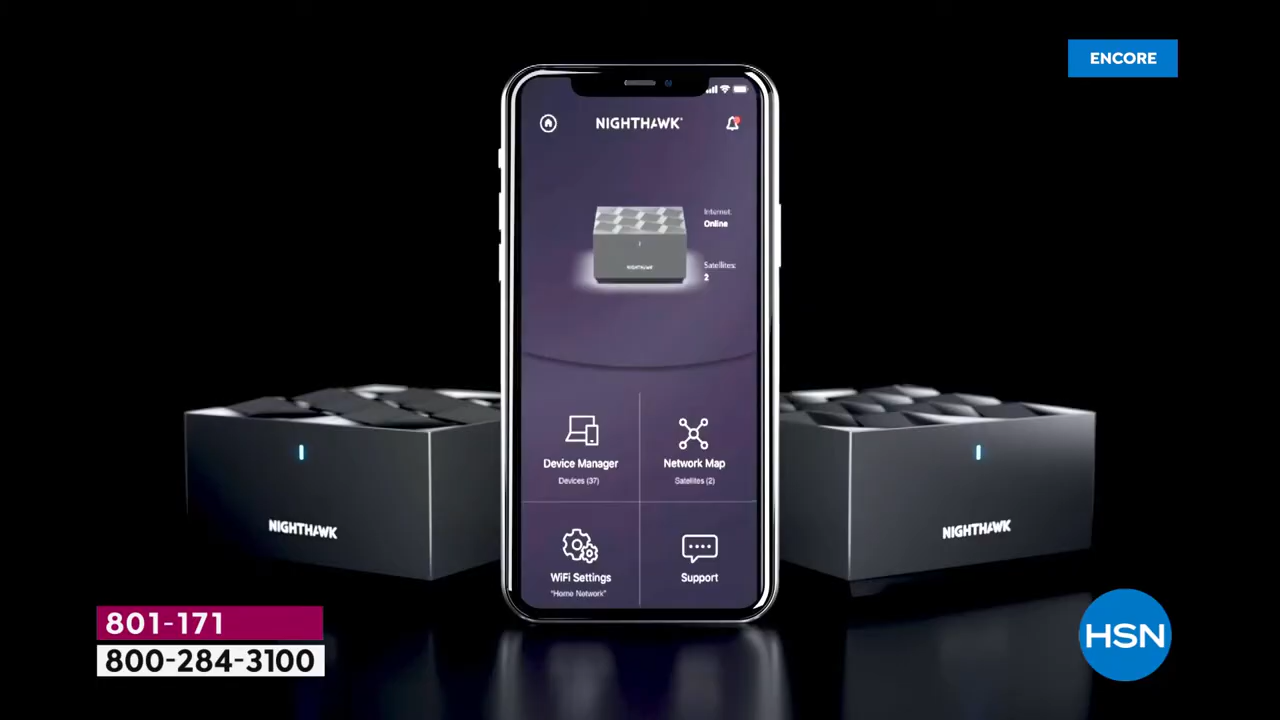 ENCORE
NIGHTHAWK
Internet:
Online
NIGHTHAWK
Satellites:
2
Device Manager
Devices (37)
Network Map
Satellites (2)
WiFi Settings
"Home Network"
Support
NIGHTHAWK
NIGHTHAWK
801-171
800-284-3100
HSN